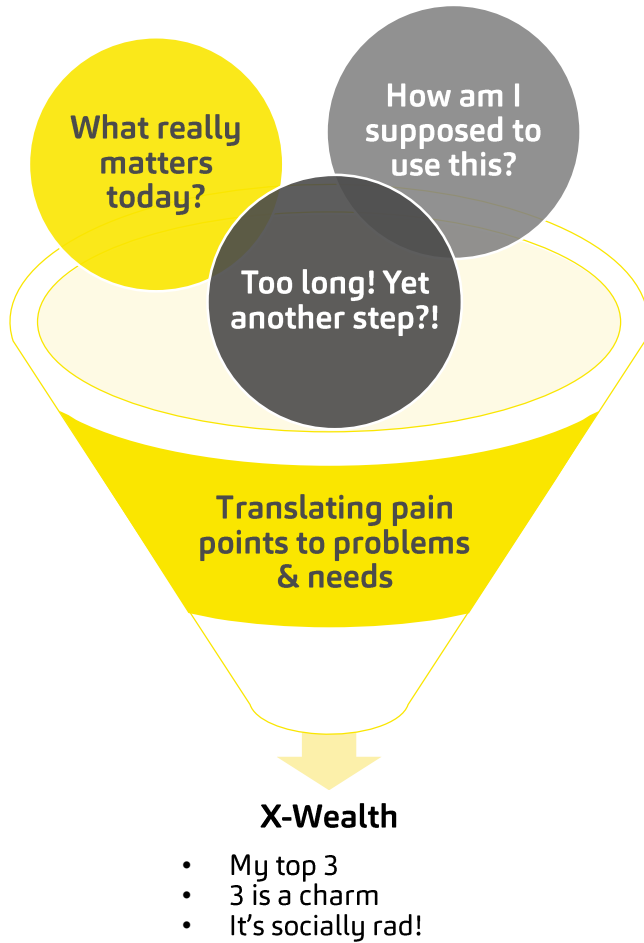 What really
matters
today?
How am I
supposed to
use this?
Too long! Yet
another step?!
Translating pain
points to problems
& needs
X-Wealth
• My top 3
• 3 is a charm
• It's socially rad!